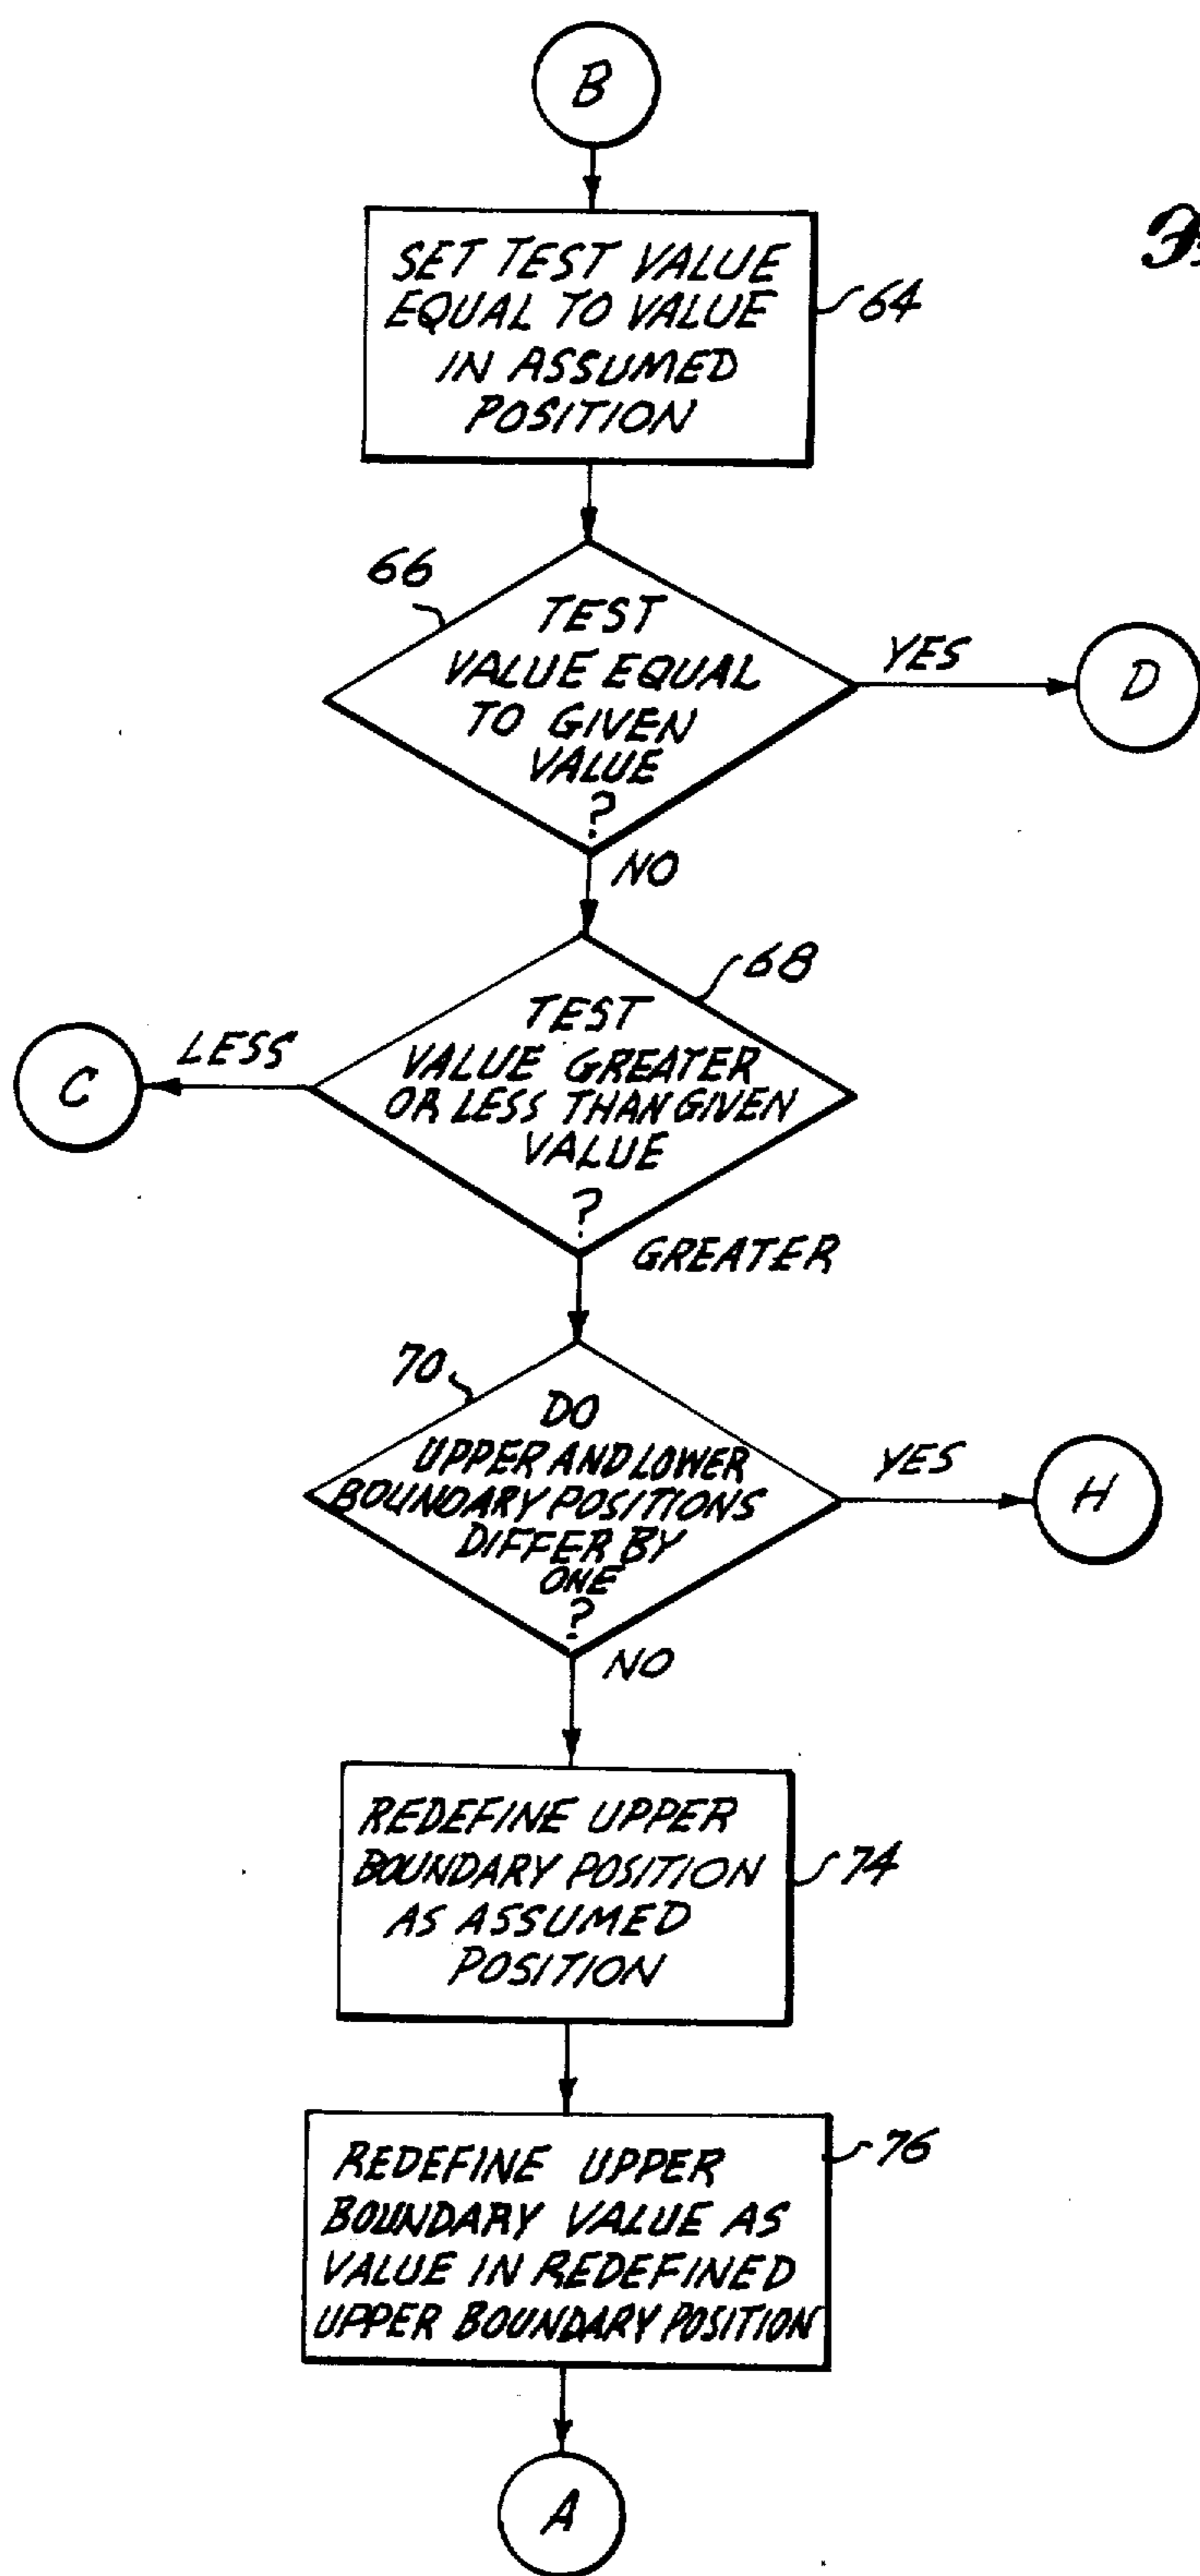 B
SET TEST VALUE
EQUAL TO VALUE
IN ASSUMED
POSITION
64
66
TEST
VALUE EQUAL
TO GIVEN
VALUE
?
YES
D
NO
68
TEST
VALUE GREATER
OR LESS THAN GIVEN
VALUE
?
LESS
C
GREATER
70
DO
UPPER AND LOWER
BOUNDARY POSITIONS
DIFFER BY
ONE
?
YES
H
NO
REDEFINE UPPER
BOUNDARY POSITION
AS ASSUMED
POSITION
74
REDEFINE UPPER
BOUNDARY VALUE AS
VALUE IN REDEFINED
UPPER BOUNDARY POSITION
76
A